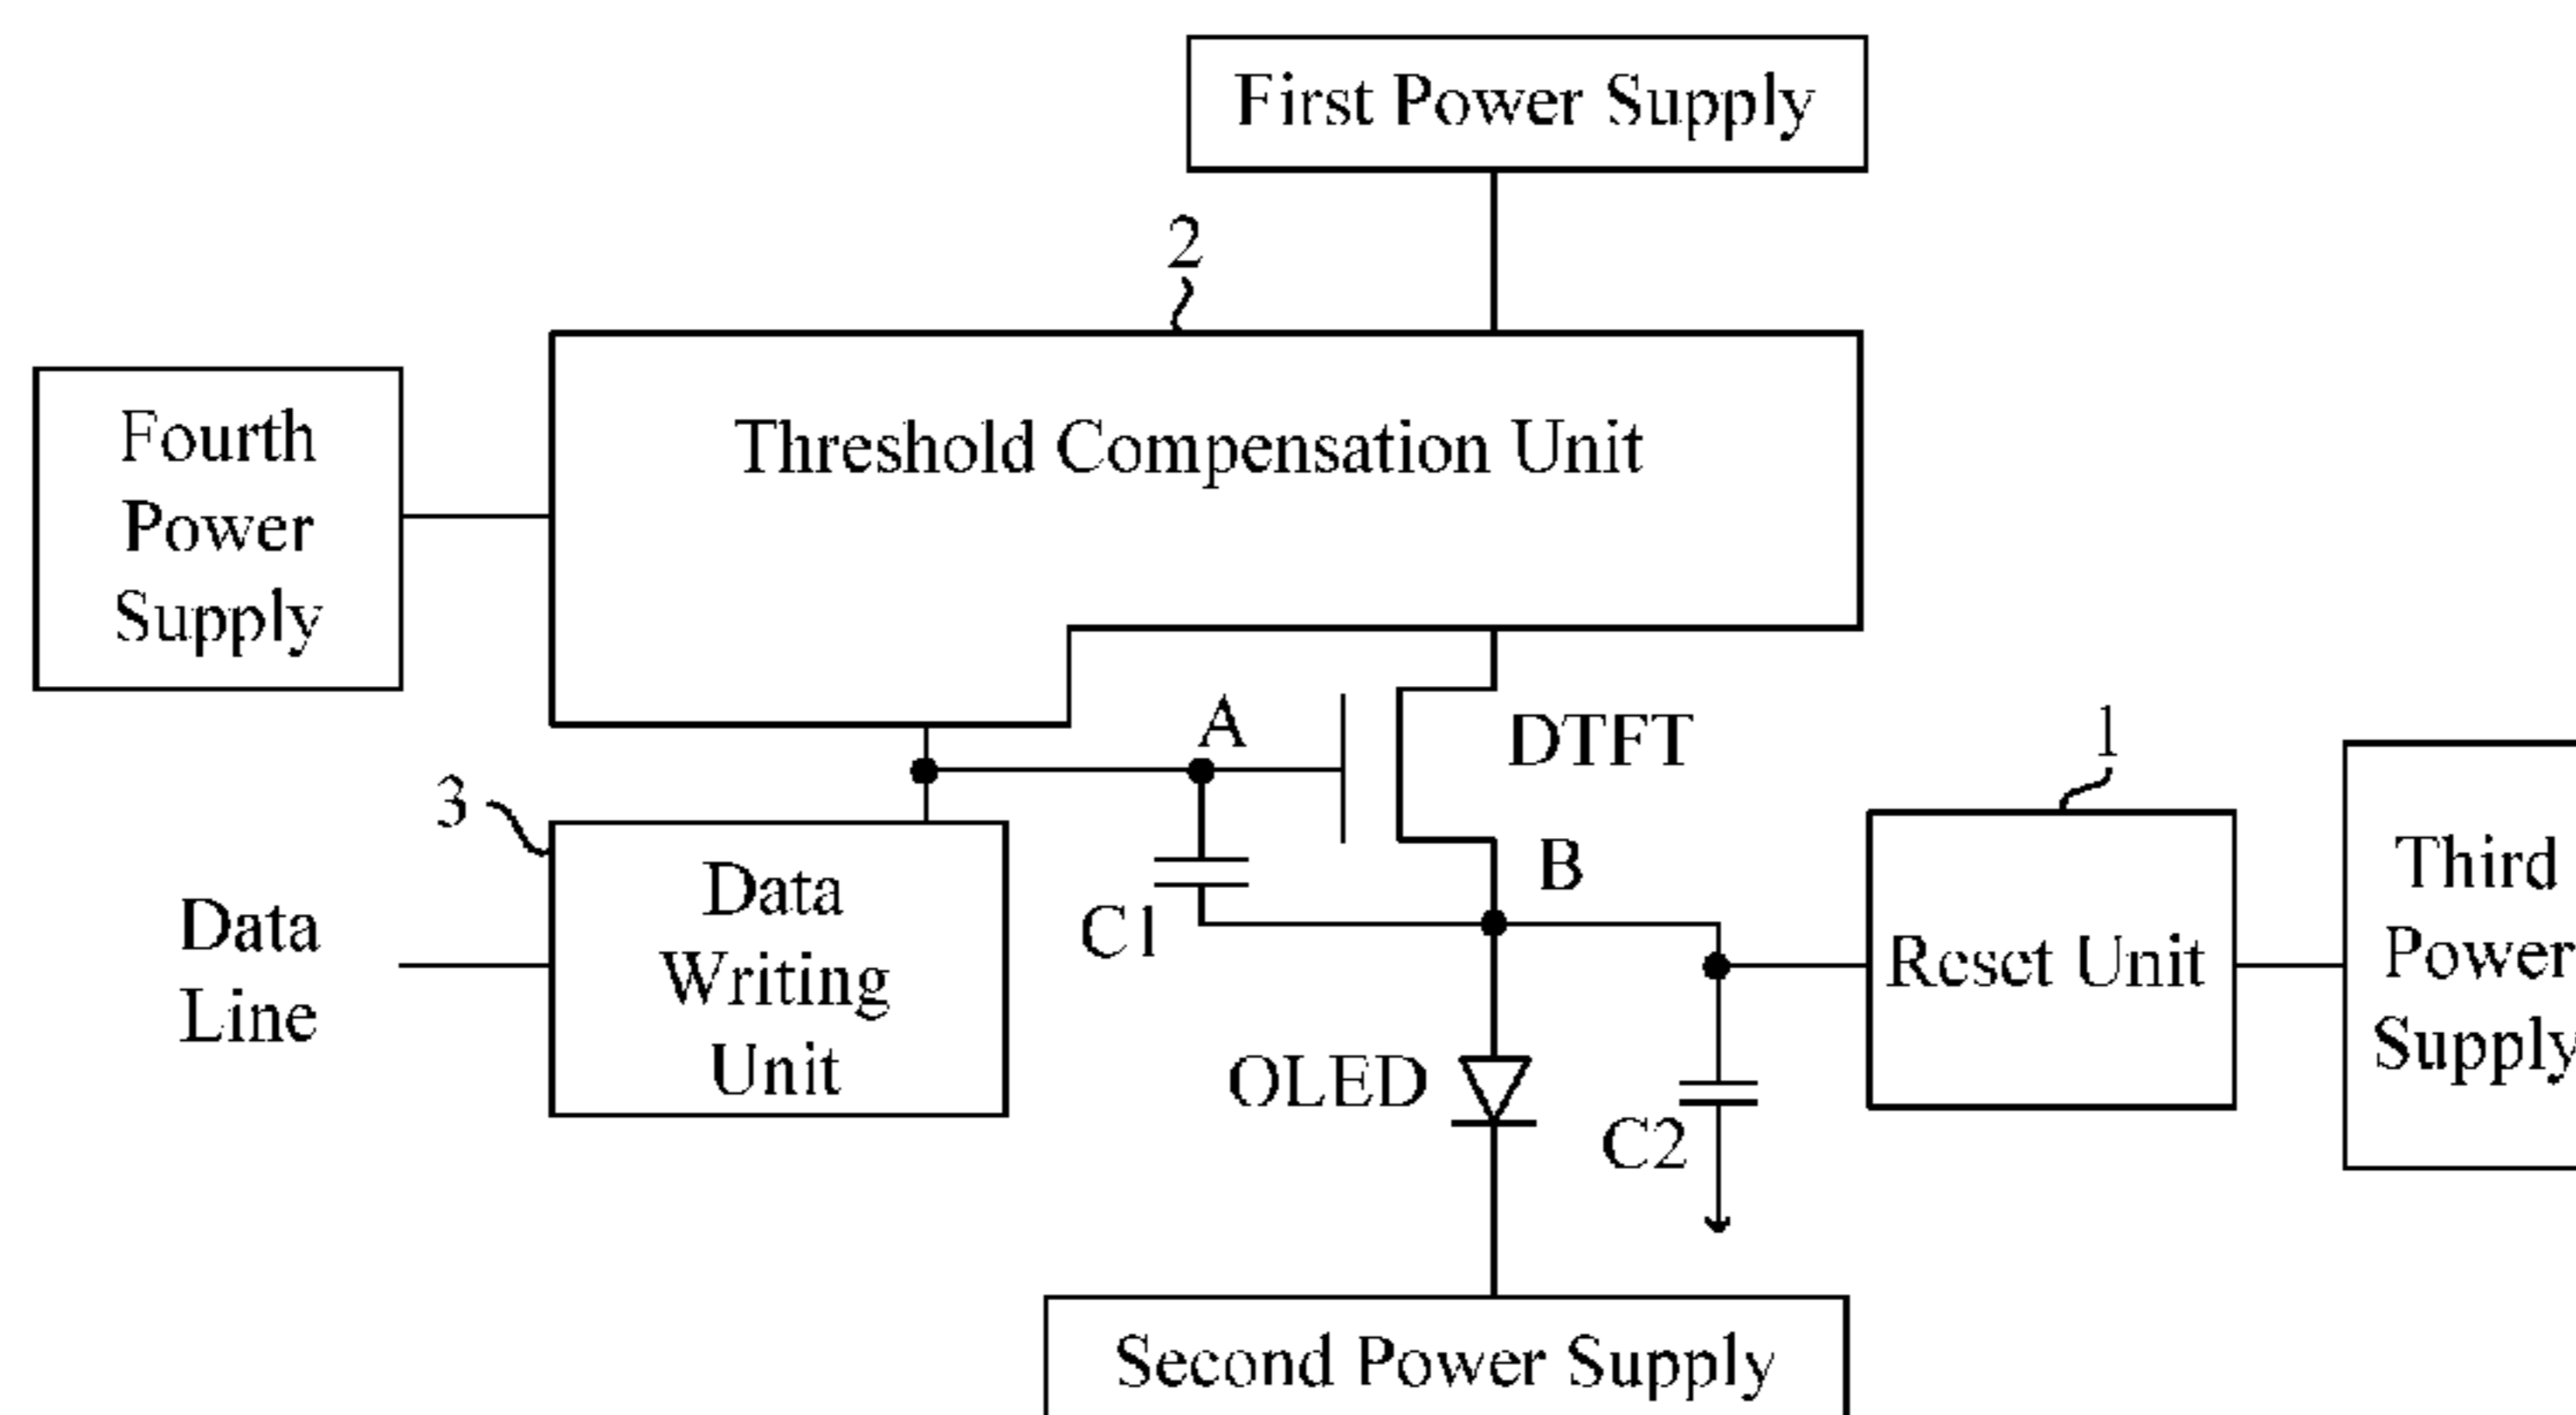 First Power Supply
2
Fourth
Power
Supply
Threshold Compensation Unit
A
DTFT
1
3
B
Data
Writing
Unit
C1
Data
Line
Reset Unit
Third
Power
Supply
OLED
C2
Second Power Supply